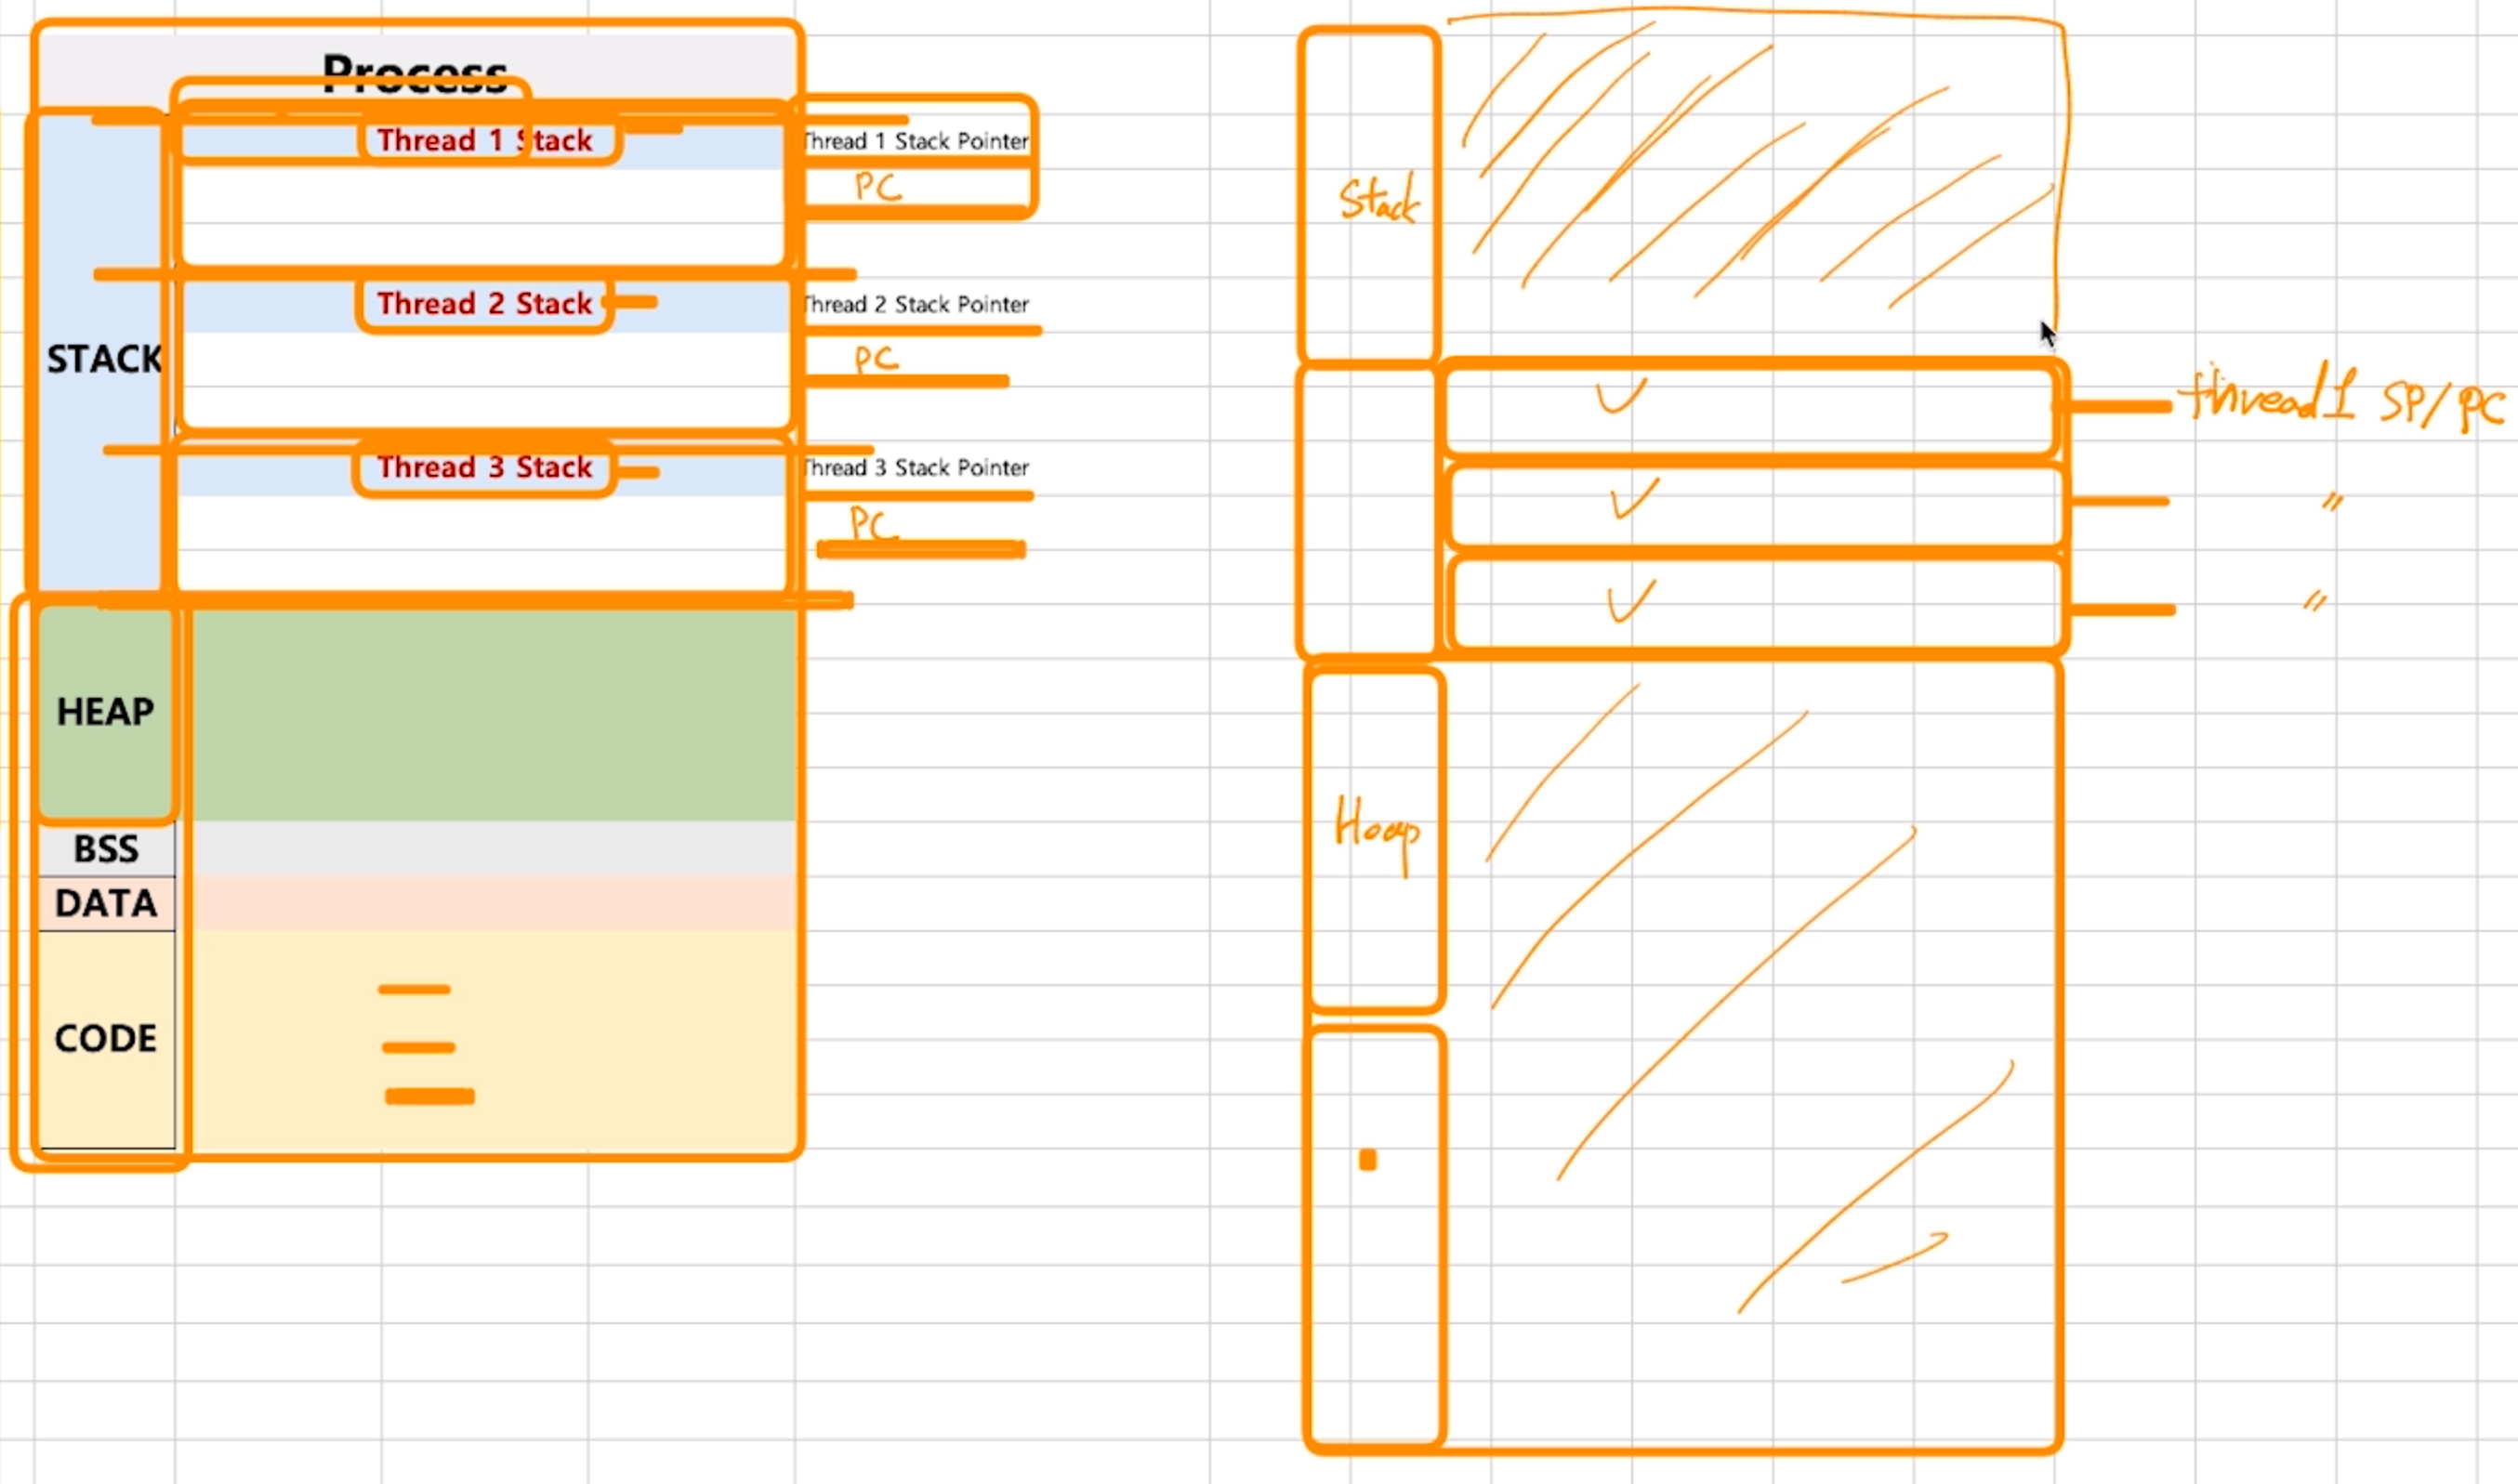 Process
Thread 1 Stack
Thread 1 Stack Pointer
PC
Thread 2 Stack
Thread 2 Stack Pointer
PC
STACK
Thread 3 Stack
Thread 3 Stack Pointer
PC
HEAP
BSS
DATA
CODE
Stack
thread1 SP/PC
〃
〃
Heap